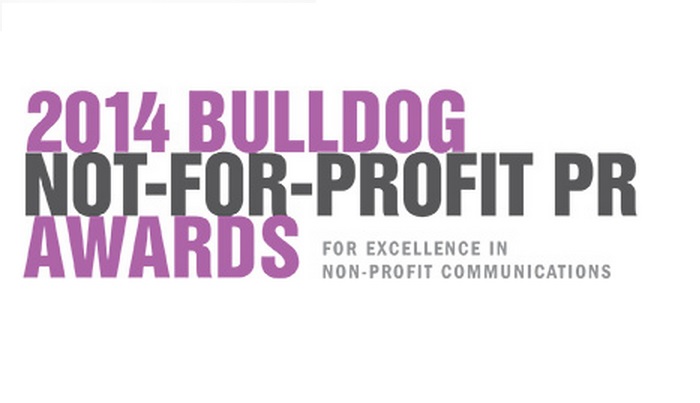 2014 BULLDOG
NOT-FOR-PROFIT PR
AWARDS
FOR EXCELLENCE IN
NON-PROFIT COMMUNICATIONS